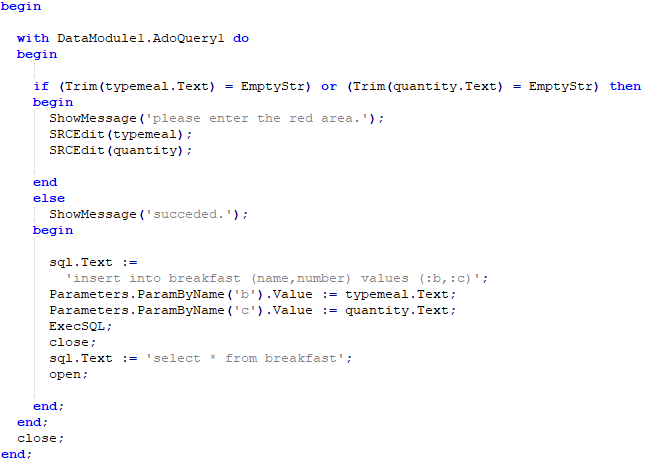 begin
with DataModule1.AdoQuery1 do
begin
if (Trim(typemeal.Text) = EmptyStr) or (Trim(quantity.Text) = EmptyStr) then
begin
ShowMessage('please enter the red area.');
SRCEdit(typemeal);
SRCEdit(quantity);
end
else
ShowMessage('succeded.');
begin
sql.Text :=
'insert into breakfast (name,number) values (:b,:c)';
Parameters.ParamByName('b').Value := typemeal.Text;
Parameters.ParamByName('c').Value := quantity.Text;
ExecSQL;
close;
sql.Text := 'select * from breakfast';
open;
end;
end;
close;
end;